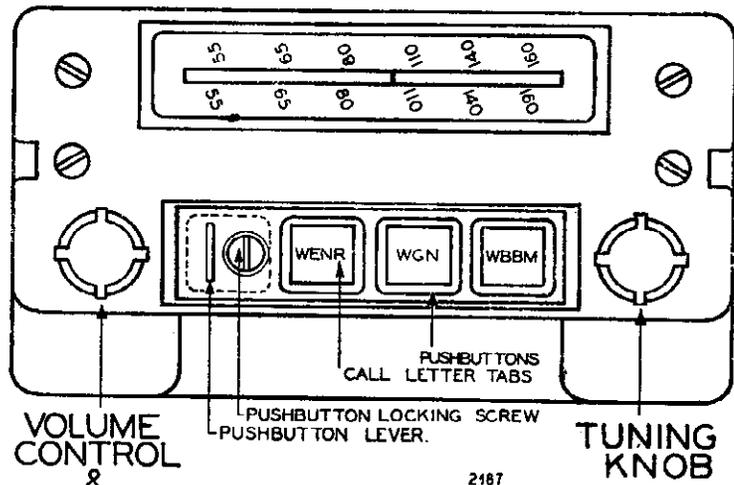 55 65 80 110 140 160
55 65 80 110 140 160
WENR WGN WBBM
PUSHBUTTONS
CALL LETTER TABS
PUSHBUTTON LOCKING SCREW
PUSHBUTTON LEVER.
VOLUME
CONTROL
&
TUNING
KNOB
2187